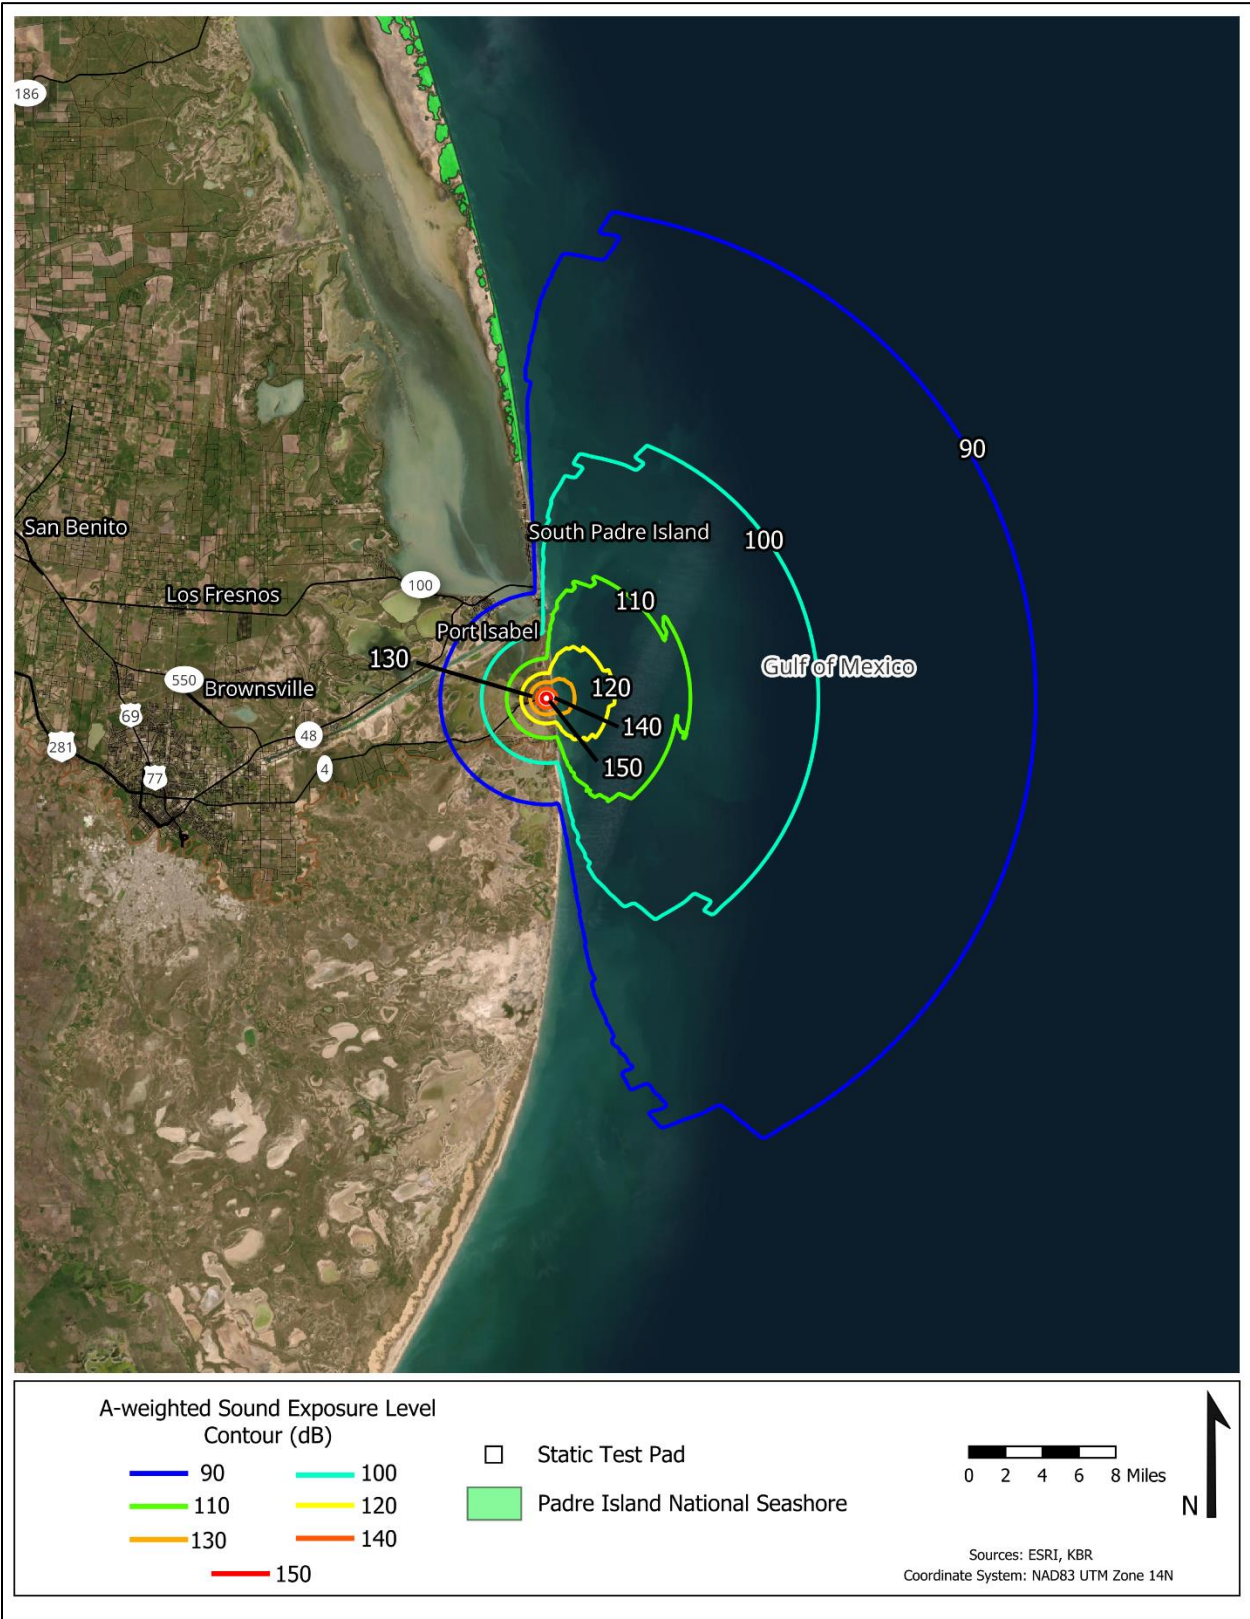 186
90
San Benito
South Padre Island
100
100
Los Fresnos
110
Port Isabel
130
Gulf of Mexico
550
Brownsville
120
69
140
48
281
4
77
150
A-weighted Sound Exposure Level
Contour (dB)
90
100
110
120
130
140
150
Static Test Pad
Padre Island National Seashore
0 2 4 6 8 Miles
N
Sources: ESRI, KBR
Coordinate System: NAD83 UTM Zone 14N